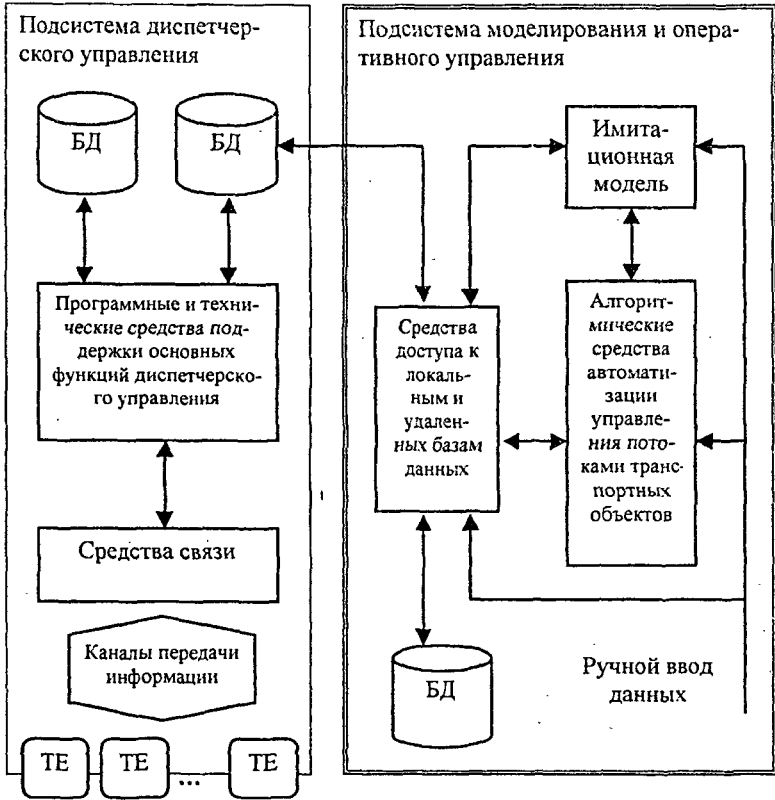 Подсистема диспетчер-
ского управления
БД
БД
Программные и техни-
ческие средства под-
держки основных
функций диспетчерско-
го управления
Средства связи
Каналы передачи
информации
ТЕ
ТЕ
...
ТЕ
Подсистема моделирования и опера-
тивного управления
Имита-
ционная
модель
Средства
доступа к
локаль-
ным и
удален-
ных базам
данных
Алгорит-
мические
средства
автомати-
зации
управле-
ния пото-
ками транс-
портных
объектов
БД
Ручной ввод
данных